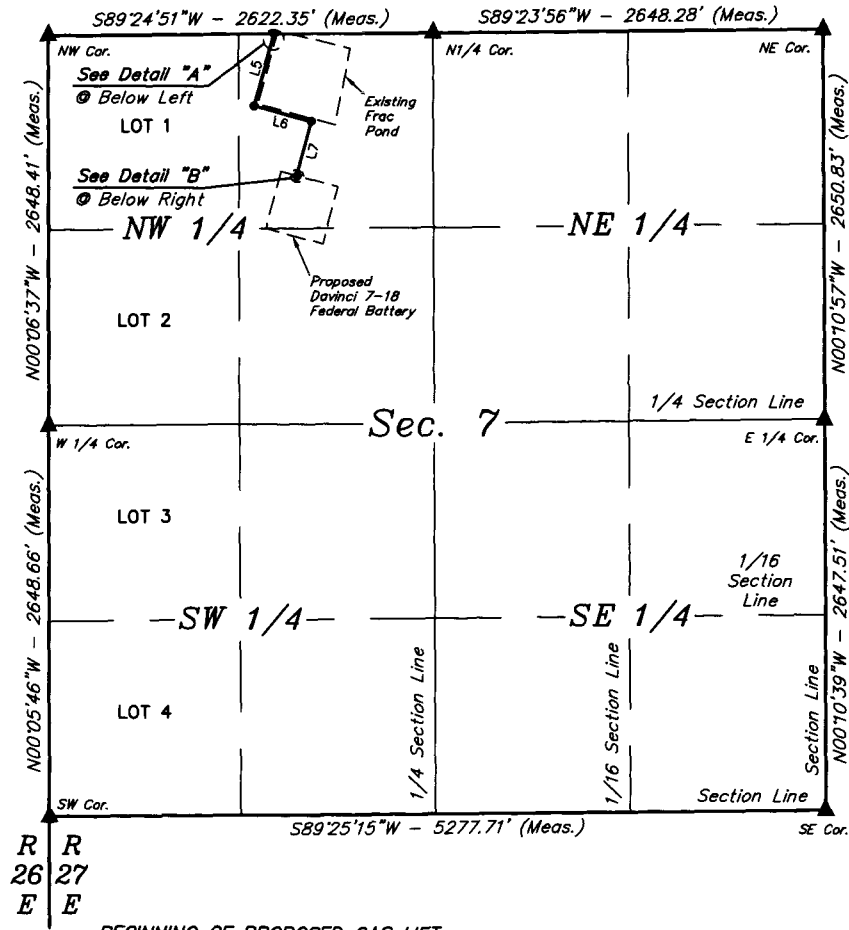 S89°24'51"W - 2622.35' (Meas.)
S89°23'56"W - 2648.28' (Meas.)
NW Cor.
N1/4 Cor.
NE Cor.
See Detail "A"
@ Below Left
LOT 1
L5
L6
L7
Existing
Frac
Pond
See Detail "B"
@ Below Right
N00°06'37"W - 2648.41' (Meas.)
N00°10'57"W - 2650.83' (Meas.)
NW 1/4
NE 1/4
Proposed
Davinci 7-18
Federal Battery
LOT 2
1/4 Section Line
Sec. 7
W 1/4 Cor.
E 1/4 Cor.
LOT 3
1/16
Section
Line
N00°05'46"W - 2648.66' (Meas.)
N00°10'39"W - 2647.51' (Meas.)
SW 1/4
SE 1/4
1/4 Section Line
1/16 Section Line
Section Line
LOT 4
Section Line
SW Cor.
S89°25'15"W - 5277.71' (Meas.)
SE Cor.
R R
26 27
E E
BEGINNING OF PROPOSED GAS LIFT